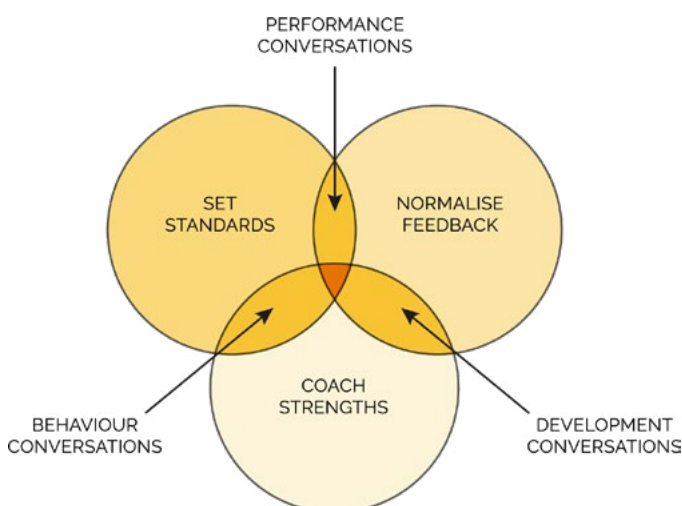 PERFORMANCE
CONVERSATIONS
SET
STANDARDS
NORMALISE
FEEDBACK
COACH
STRENGTHS
BEHAVIOUR
CONVERSATIONS
DEVELOPMENT
CONVERSATIONS